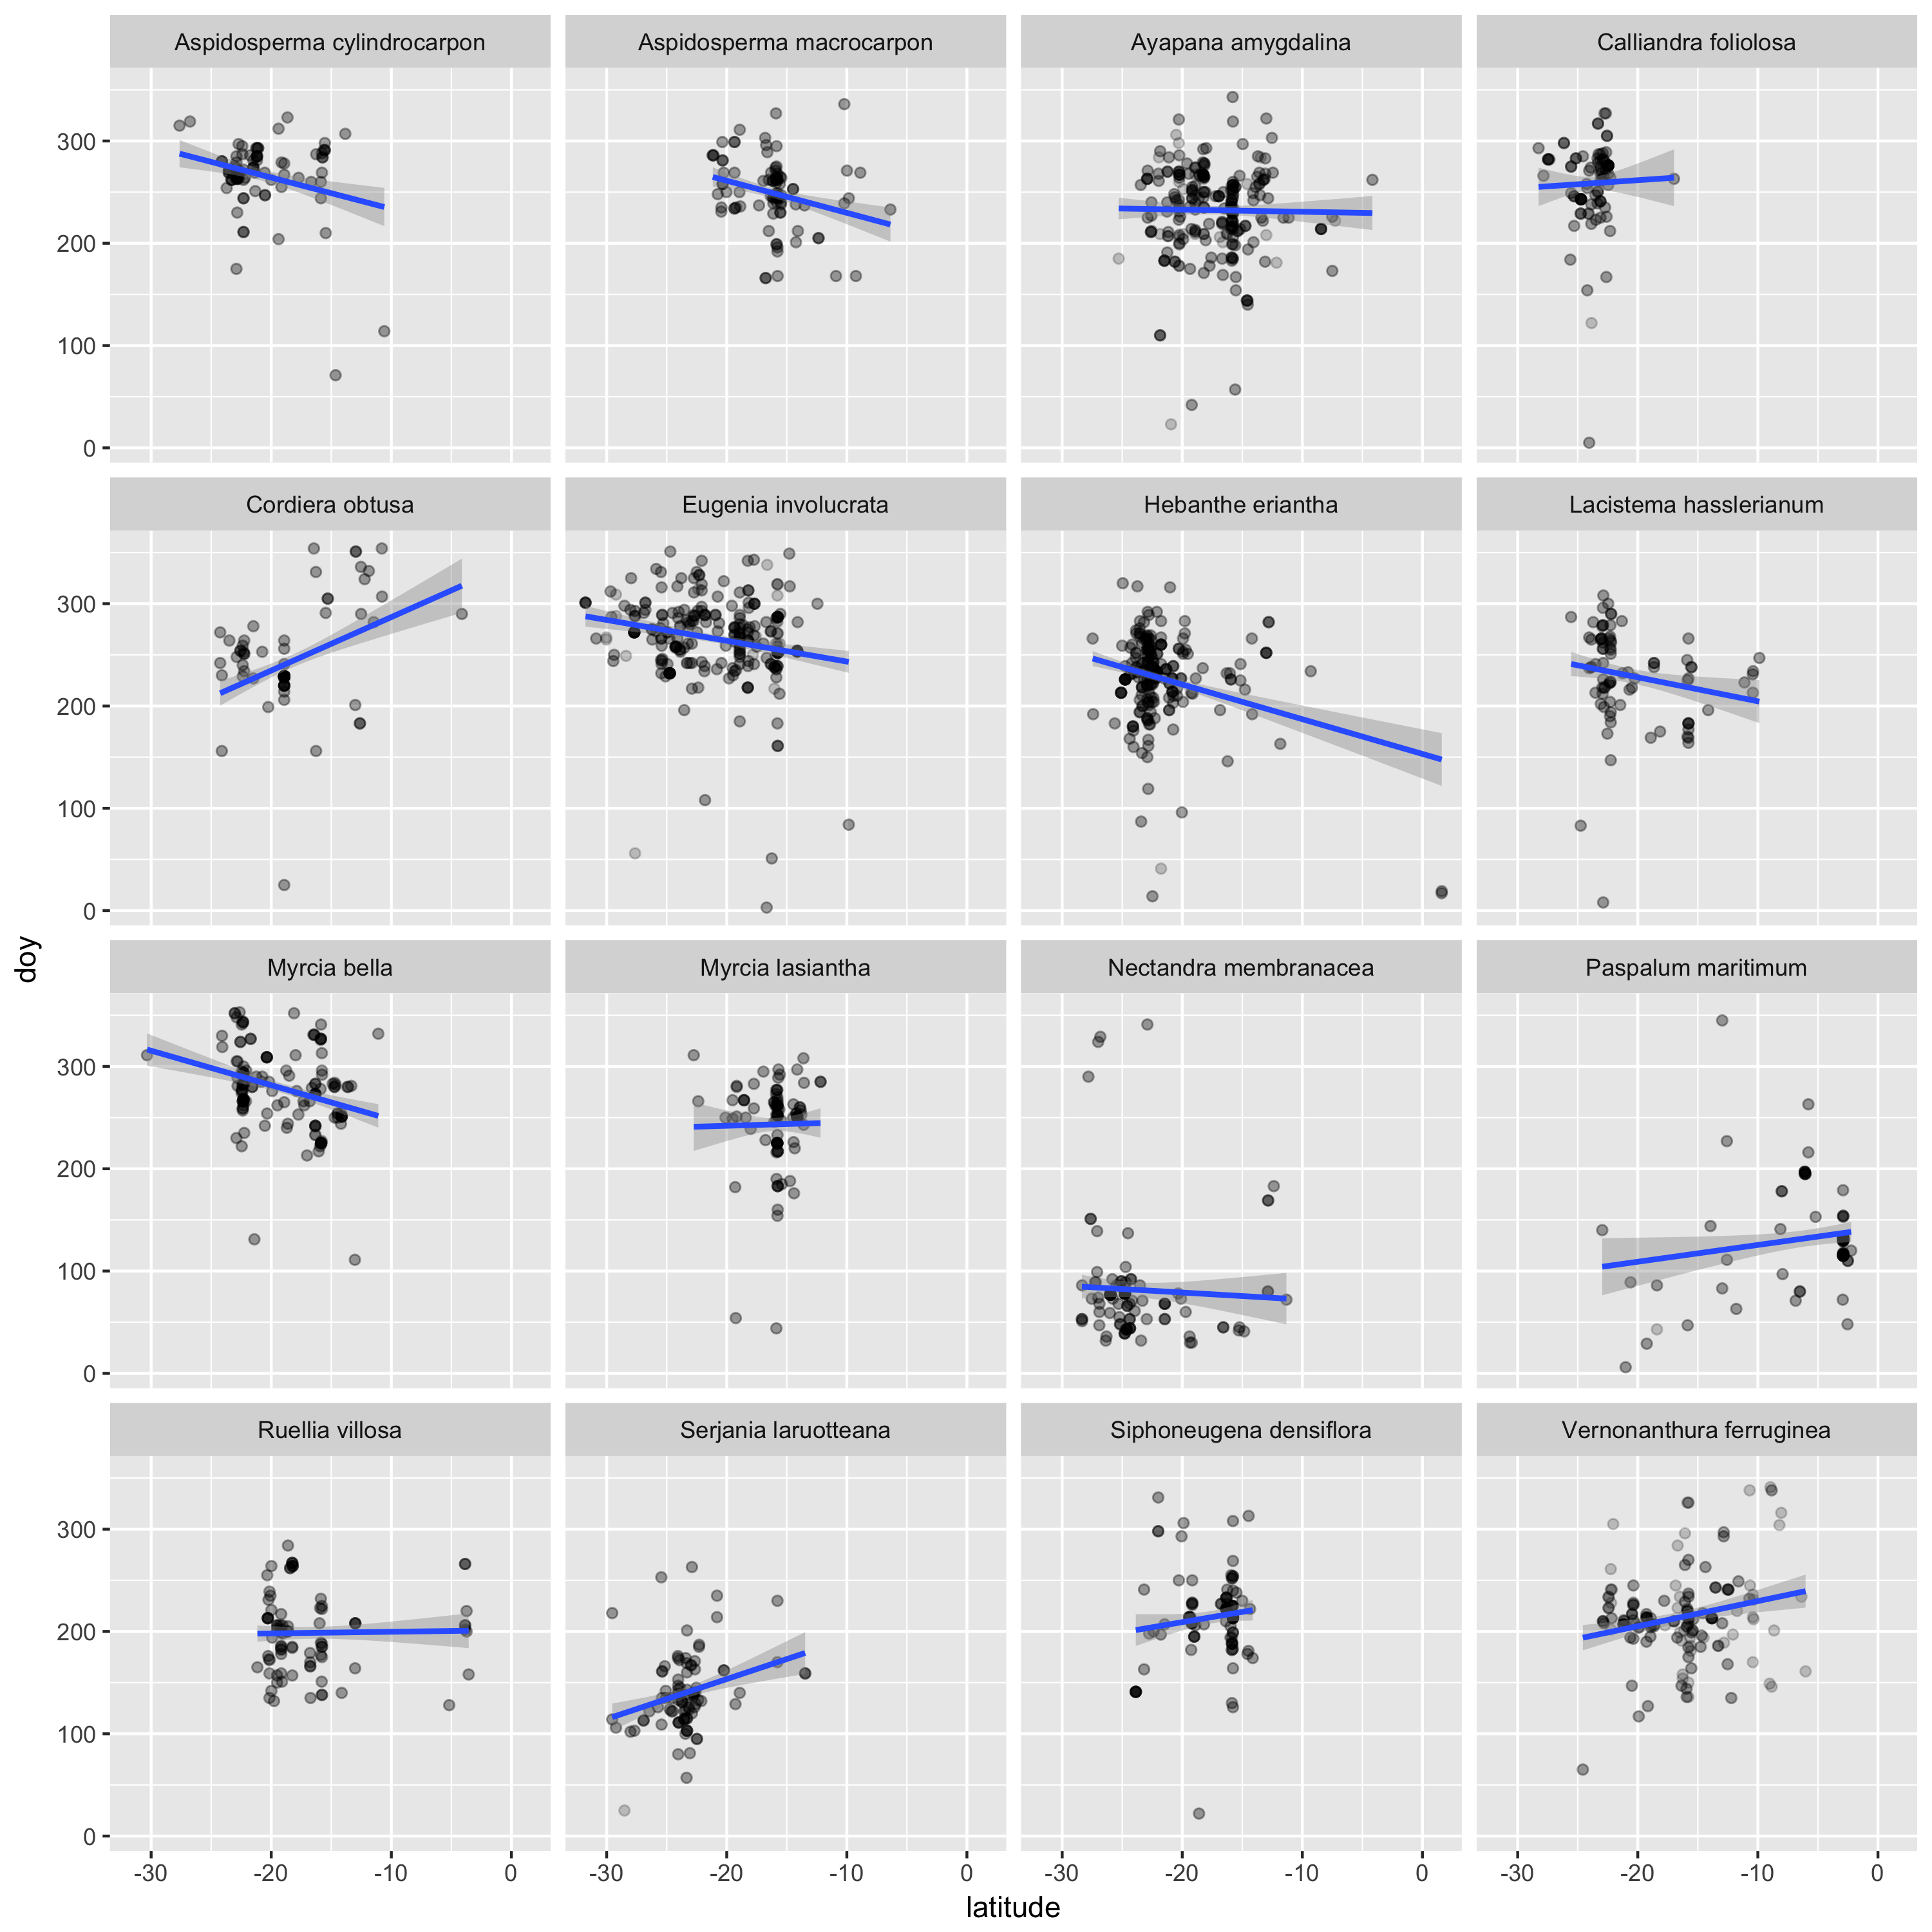 Aspidosperma cylindrocarpon
Aspidosperma macrocarpon
Ayapana amygdalina
Calliandra foliolosa
300
200
100
0
Cordiera obtusa
Eugenia involucrata
Hebanthe eriantha
Lacistema hasslerianum
300
200
100
0
doy
Myrcia bella
Myrcia lasiantha
Nectandra membranacea
Paspalum maritimum
300
200
100
0
Ruellia villosa
Serjania laruotteana
Siphoneugena densiflora
Vernonanthura ferruginea
300
200
100
0
-30 -20 -10 0
-30 -20 -10 0
-30 -20 -10 0
-30 -20 -10 0
latitude